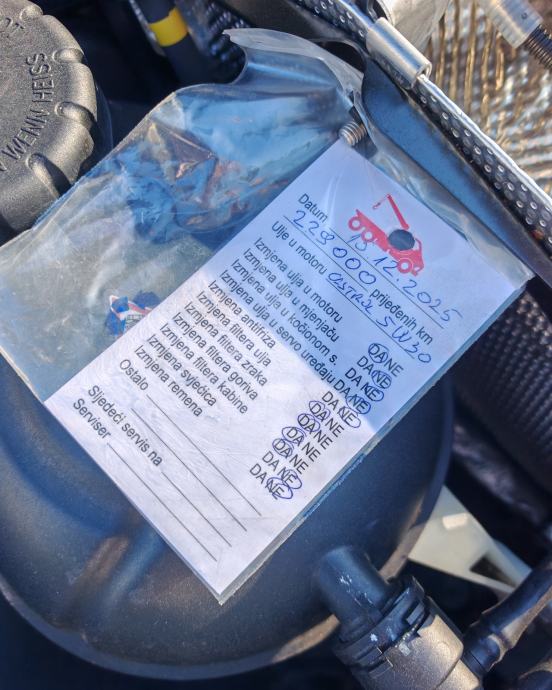 WENN HEISS
Datum 12.2025
228000 prijeđenih km
Ulje u motoru CASTROL 5W30
Izmjena ulja u motoru DA NE
Izmjena ulja u mjenjaču DA NE
Izmjena ulja u kočionom s. DA NE
Izmjena ulja u servo uređaju DA NE
Izmjena antifriza DA NE
Izmjena filtera ulja DA NE
Izmjena filtera zraka DA NE
Izmjena filtera goriva DA NE
Izmjena filtera kabine DA NE
Izmjena svjećica DA NE
Izmjena remena DA NE
Ostalo
Sljedeći servis na
Serviser